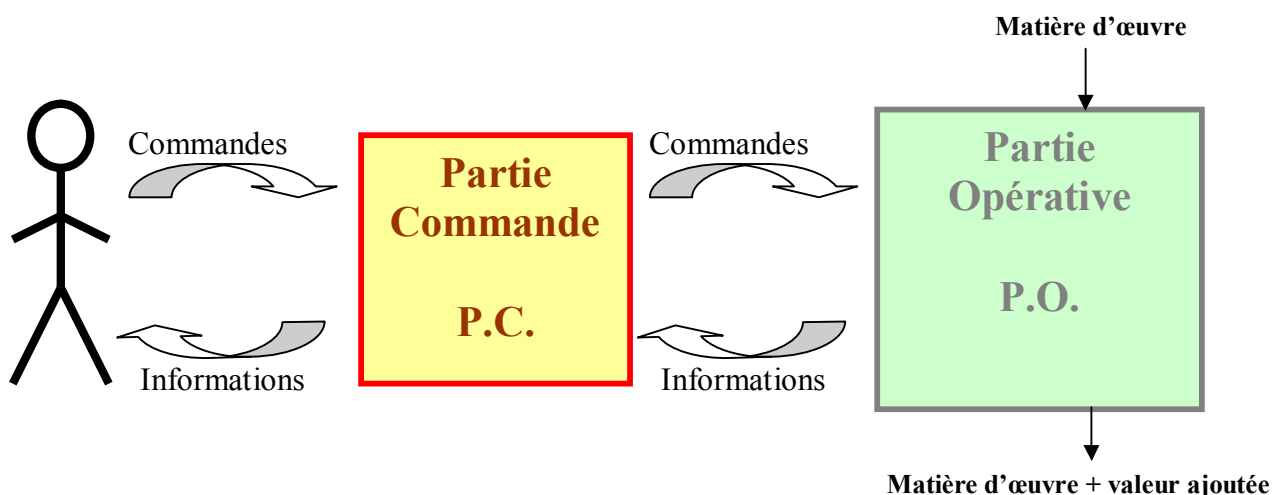 Matière d'œuvre
Commandes
Partie
Commande
P.C.
Commandes
Partie
Opérative
P.O.
Informations
Informations
Matière d'œuvre + valeur ajoutée